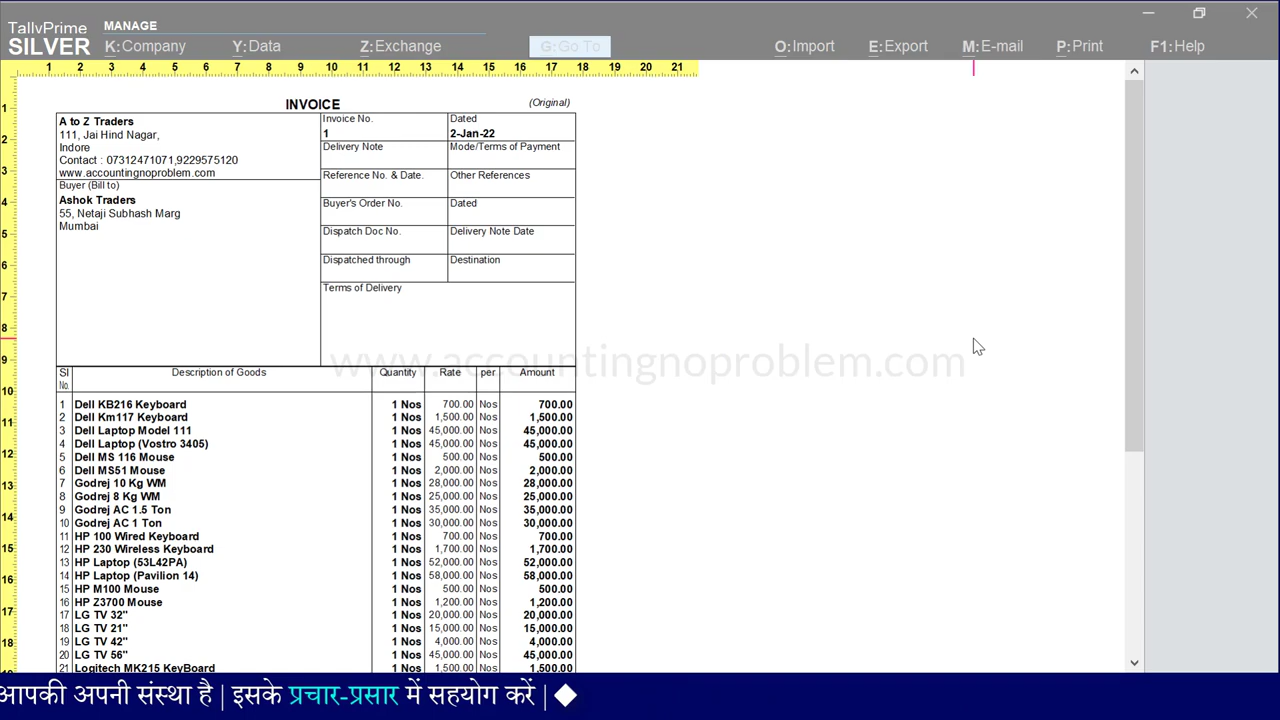 TallyPrime
SILVER
MANAGE
K:Company Y:Data Z:Exchange G:Go To O:Import E:Export M:E-mail P:Print F1:Help
1 2 3 4 5 6 7 8 9 10 11 12 13 14 15 16 17 18 19 20 21
INVOICE (Original)
A to Z Traders
111, Jai Hind Nagar,
Indore
Contact : 07312471071,9229575120
www.accountingnoproblem.com
Buyer (Bill to)
Ashok Traders
55, Netaji Subhash Marg
Mumbai
Invoice No. Dated
1 2-Jan-22
Delivery Note Mode/Terms of Payment
Reference No. & Date. Other References
Buyer's Order No. Dated
Dispatch Doc No. Delivery Note Date
Dispatched through Destination
Terms of Delivery
www.accountingnoproblem.com
Sl No. Description of Goods Quantity Rate per Amount
1 Dell KB216 Keyboard 1 Nos 700.00 Nos 700.00
2 Dell Km117 Keyboard 1 Nos 1,500.00 Nos 1,500.00
3 Dell Laptop Model 111 1 Nos 45,000.00 Nos 45,000.00
4 Dell Laptop (Vostro 3405) 1 Nos 45,000.00 Nos 45,000.00
5 Dell MS 116 Mouse 1 Nos 500.00 Nos 500.00
6 Dell MS51 Mouse 1 Nos 2,000.00 Nos 2,000.00
7 Godrej 10 Kg WM 1 Nos 28,000.00 Nos 28,000.00
8 Godrej 8 Kg WM 1 Nos 25,000.00 Nos 25,000.00
9 Godrej AC 1.5 Ton 1 Nos 35,000.00 Nos 35,000.00
10 Godrej AC 1 Ton 1 Nos 30,000.00 Nos 30,000.00
11 HP 100 Wired Keyboard 1 Nos 700.00 Nos 700.00
12 HP 230 Wireless Keyboard 1 Nos 1,700.00 Nos 1,700.00
13 HP Laptop (53L42PA) 1 Nos 52,000.00 Nos 52,000.00
14 HP Laptop (Pavilion 14) 1 Nos 58,000.00 Nos 58,000.00
15 HP M100 Mouse 1 Nos 500.00 Nos 500.00
16 HP Z3700 Mouse 1 Nos 1,200.00 Nos 1,200.00
17 LG TV 32" 1 Nos 20,000.00 Nos 20,000.00
18 LG TV 21" 1 Nos 15,000.00 Nos 15,000.00
19 LG TV 42" 1 Nos 4,000.00 Nos 4,000.00
20 LG TV 56" 1 Nos 45,000.00 Nos 45,000.00
21 Logitech MK215 KeyBoard 1 Nos 1,500.00 Nos 1,500.00
1 2 3 4 5 6 7 8 9 10 11 12 13 14 15 16 17 18
आपकी अपनी संस्था है | इसके प्रचार-प्रसार में सहयोग करें |